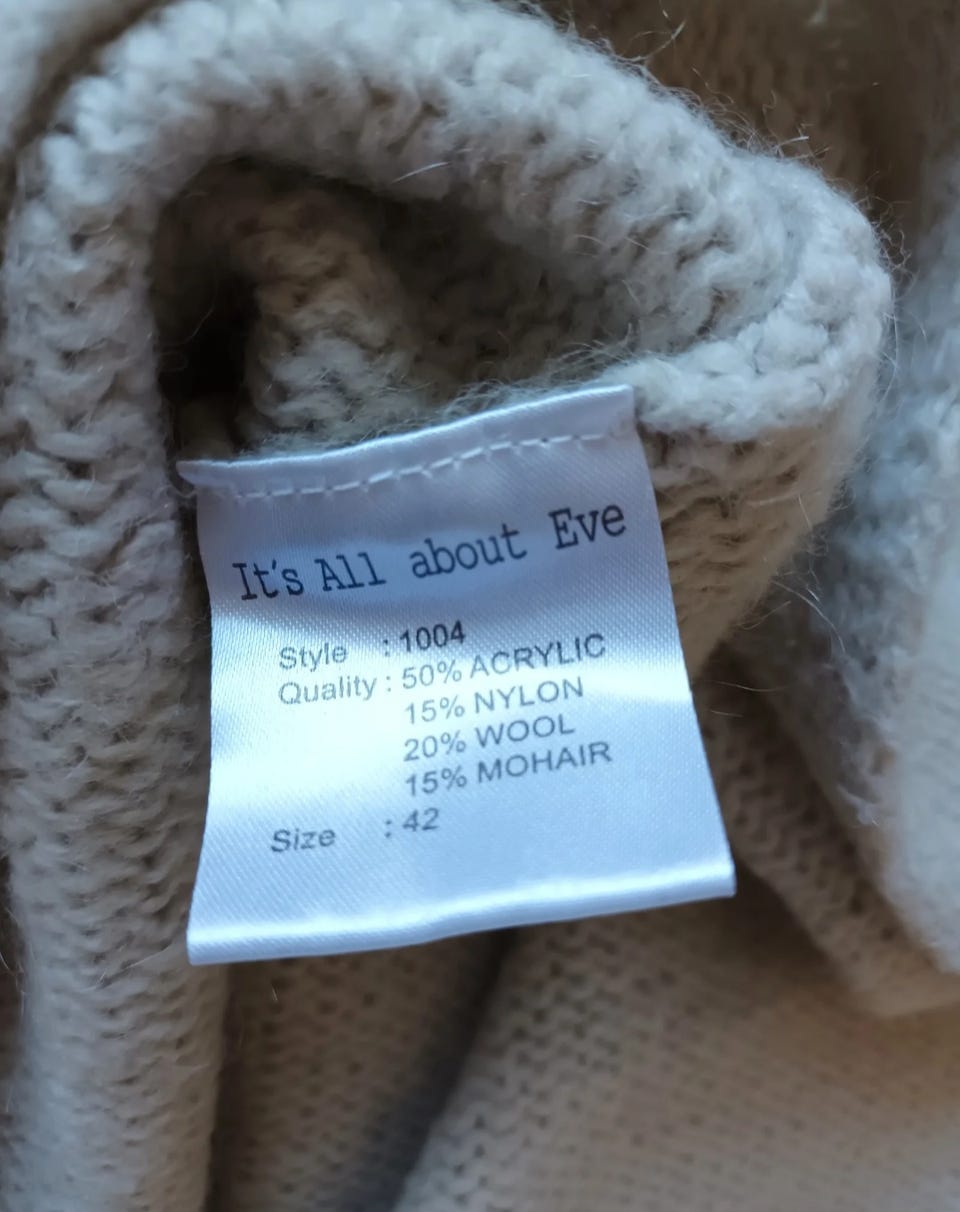 It's All about Eve
Style : 1004
Quality : 50% ACRYLIC
15% NYLON
20% WOOL
15% MOHAIR
Size : 42